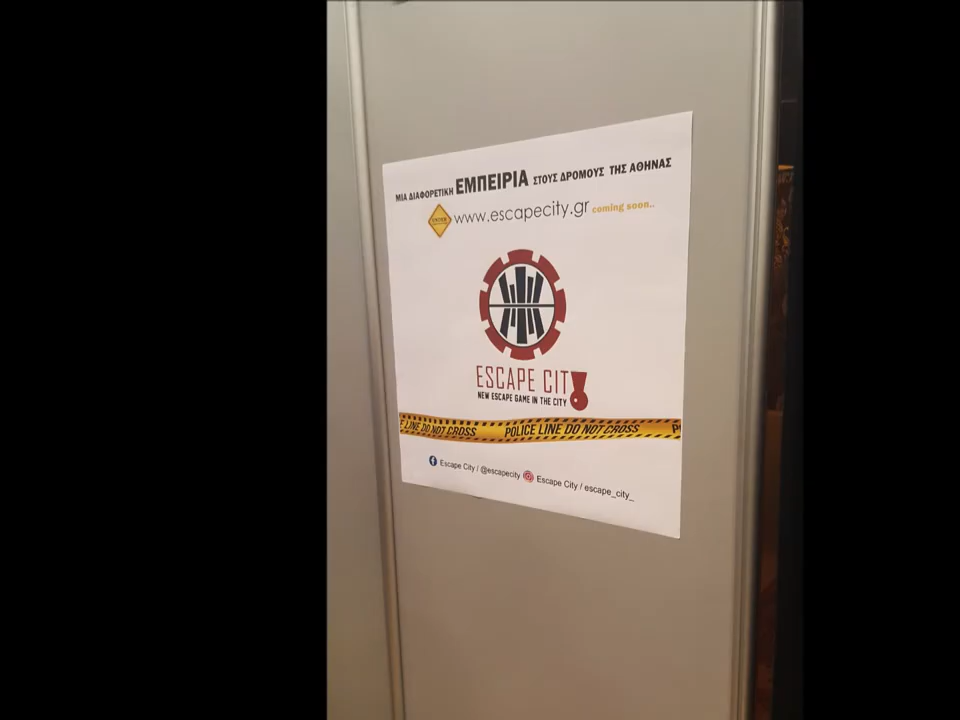 ΜΙΑ ΔΙΑΦΟΡΕΤΙΚΗ ΕΜΠΕΙΡΙΑ ΣΤΟΥΣ ΔΡΟΜΟΥΣ ΤΗΣ ΑΘΗΝΑΣ
www.escapecity.gr coming soon..
ESCAPE CITY
NEW ESCAPE GAME IN THE CITY
E LINE DO NOT CROSS POLICE LINE DO NOT CROSS P
Escape City / @escapecity Escape City / escape_city_